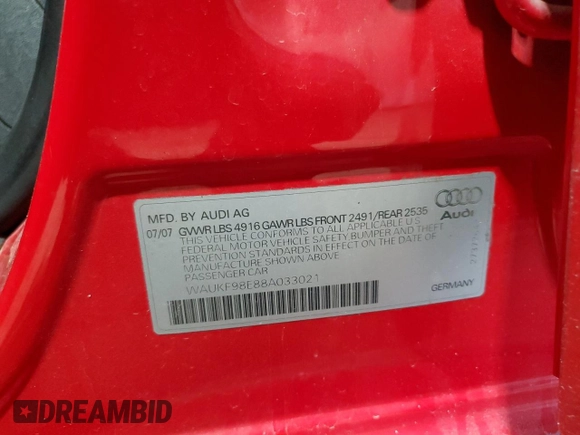 MFD. BY AUDI AG
07/07 GVWR LBS 4916 GAWR LBS FRONT 2491/REAR 2535
THIS VEHICLE CONFORMS TO ALL APPLICABLE U.S.
FEDERAL MOTOR VEHICLE SAFETY BUMPER AND THEFT
PREVENTION STANDARDS IN EFFECT ON THE DATE OF
MANUFACTURE SHOWN ABOVE
PASSENGER CAR
WAUKF98E88A033021
Audi
GERMANY
DREAMBID